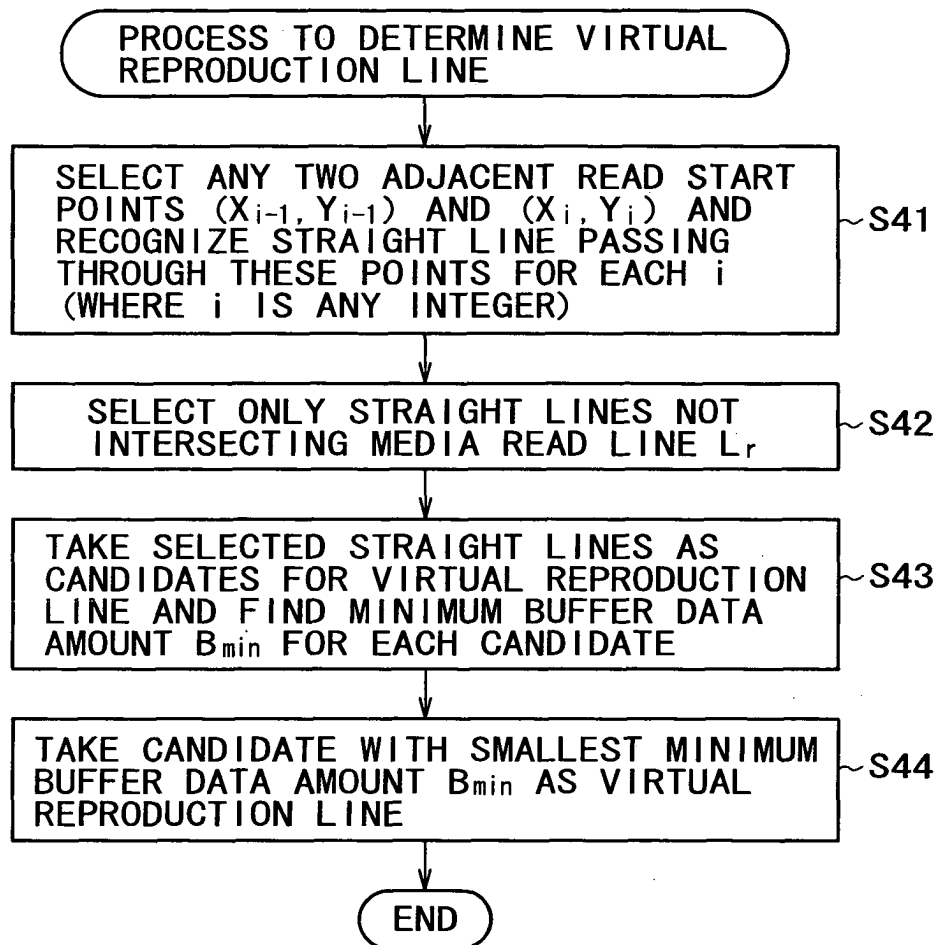 PROCESS TO DETERMINE VIRTUAL
REPRODUCTION LINE
SELECT ANY TWO ADJACENT READ START
POINTS (Xi-1, Yi-1) AND (Xi, Yi) AND
RECOGNIZE STRAIGHT LINE PASSING
THROUGH THESE POINTS FOR EACH i
(WHERE i IS ANY INTEGER)
~S41
SELECT ONLY STRAIGHT LINES NOT
INTERSECTING MEDIA READ LINE Lr
~S42
TAKE SELECTED STRAIGHT LINES AS
CANDIDATES FOR VIRTUAL REPRODUCTION
LINE AND FIND MINIMUM BUFFER DATA
AMOUNT Bmin FOR EACH CANDIDATE
~S43
TAKE CANDIDATE WITH SMALLEST MINIMUM
BUFFER DATA AMOUNT Bmin AS VIRTUAL
REPRODUCTION LINE
~S44
END